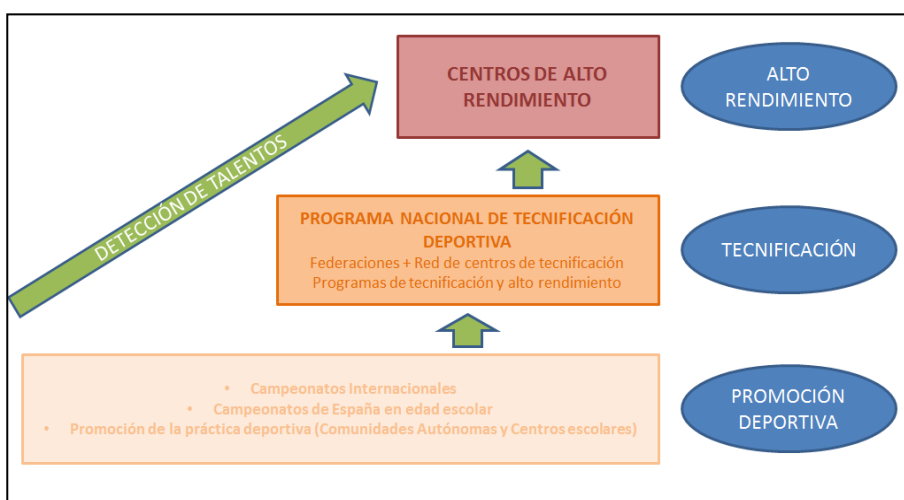 CENTROS DE ALTO
RENDIMIENTO
ALTO
RENDIMIENTO
DETECCIÓN DE TALENTOS
PROGRAMA NACIONAL DE TECNIFICACIÓN
DEPORTIVA
Federaciones + Red de centros de tecnificación
Programas de tecnificación y alto rendimiento
TECNIFICACIÓN
• Campeonatos Internacionales
• Campeonatos de España en edad escolar
• Promoción de la práctica deportiva (Comunidades Autónomas y Centros escolares)
PROMOCIÓN
DEPORTIVA